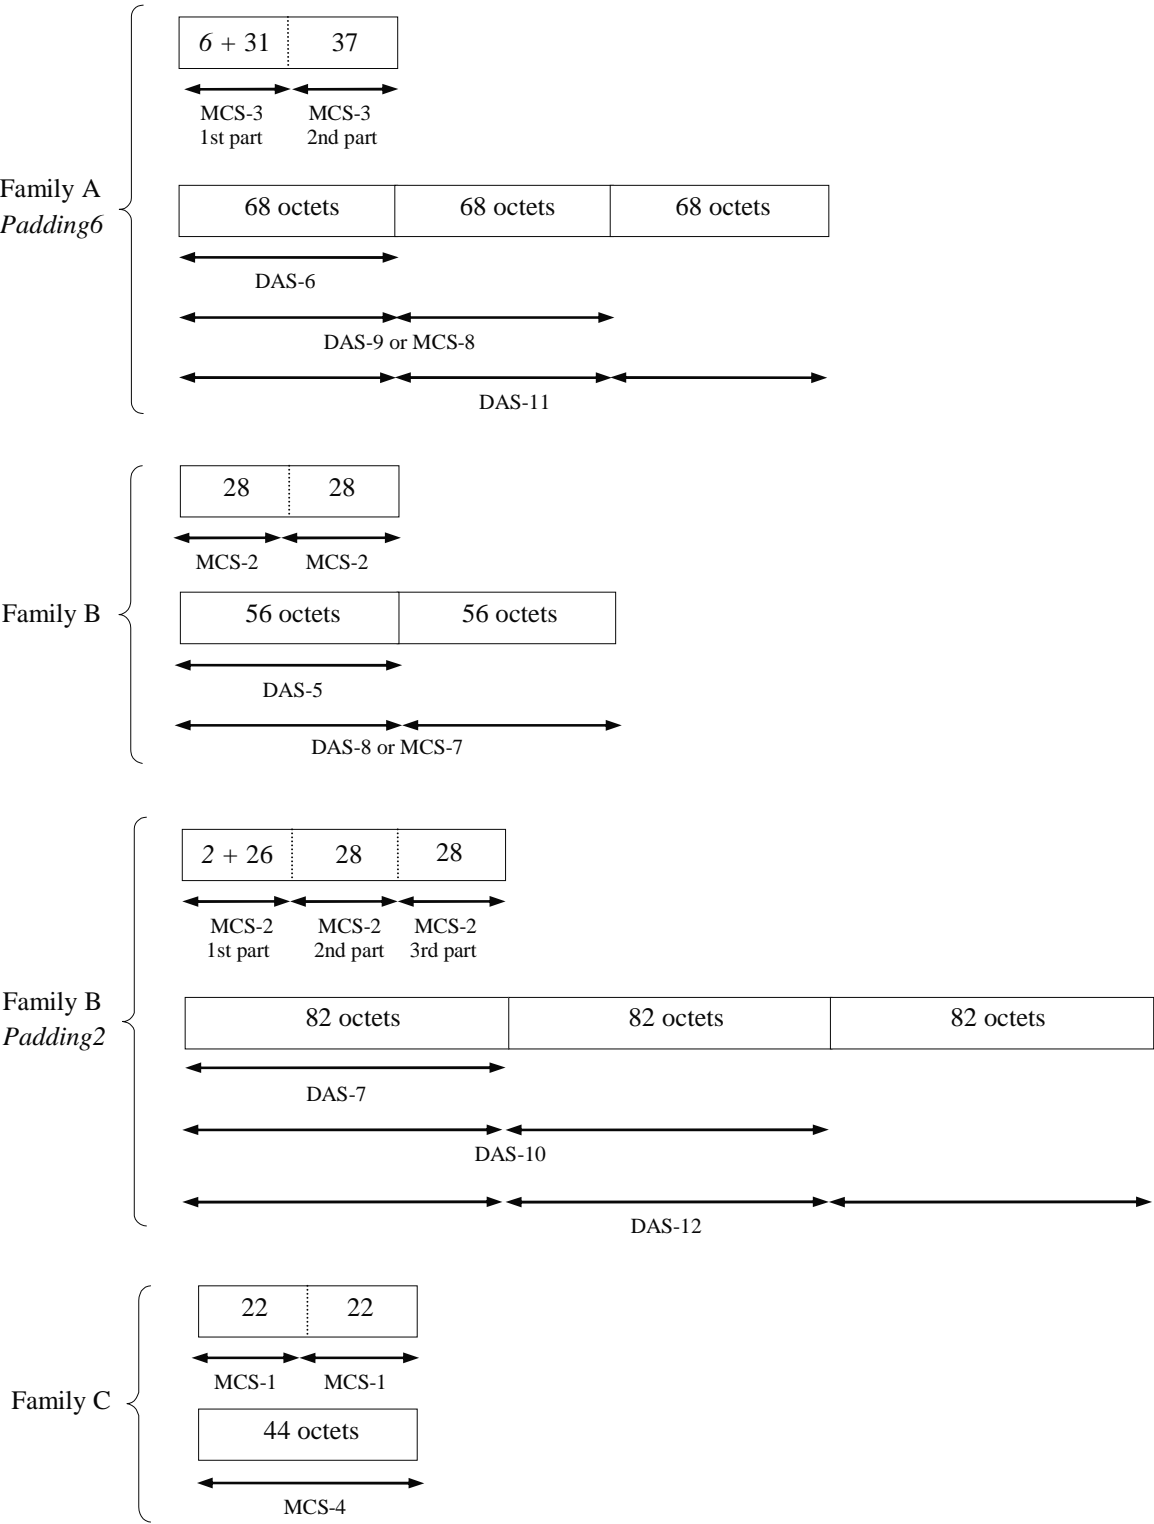 6 + 31 37
MCS-3 MCS-3
1st part 2nd part
Family A
Padding6
68 octets 68 octets 68 octets
DAS-6
DAS-9 or MCS-8
DAS-11
28 28
MCS-2 MCS-2
Family B
56 octets 56 octets
DAS-5
DAS-8 or MCS-7
2 + 26 28 28
MCS-2 MCS-2 MCS-2
1st part 2nd part 3rd part
Family B
Padding2
82 octets 82 octets 82 octets
DAS-7
DAS-10
DAS-12
22 22
MCS-1 MCS-1
Family C
44 octets
MCS-4